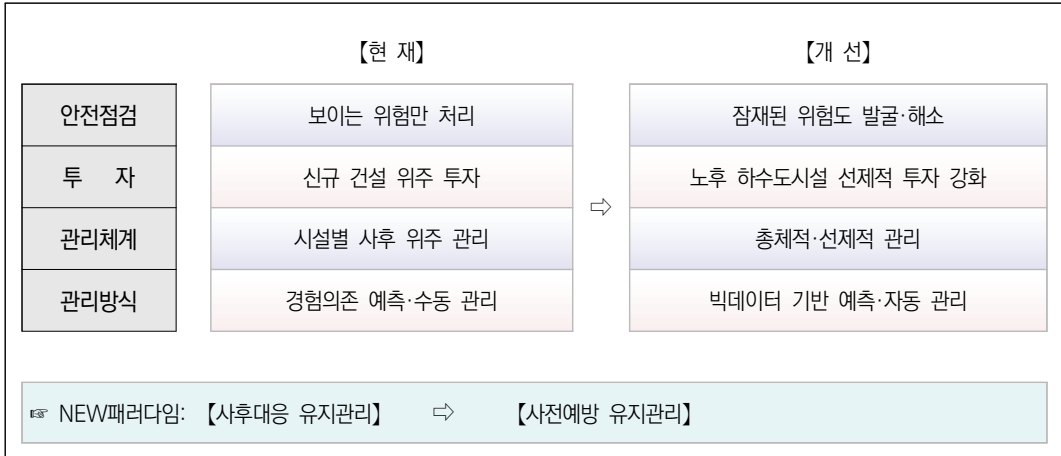 【현 재】 【개 선】
안전점검 보이는 위험만 처리 잠재된 위험도 발굴·해소
투 자 신규 건설 위주 투자 노후 하수도시설 선제적 투자 강화
⇨
관리체계 시설별 사후 위주 관리 총체적·선제적 관리
관리방식 경험의존 예측·수동 관리 빅데이터 기반 예측·자동 관리
☞ NEW패러다임: 【사후대응 유지관리】 ⇨ 【사전예방 유지관리】